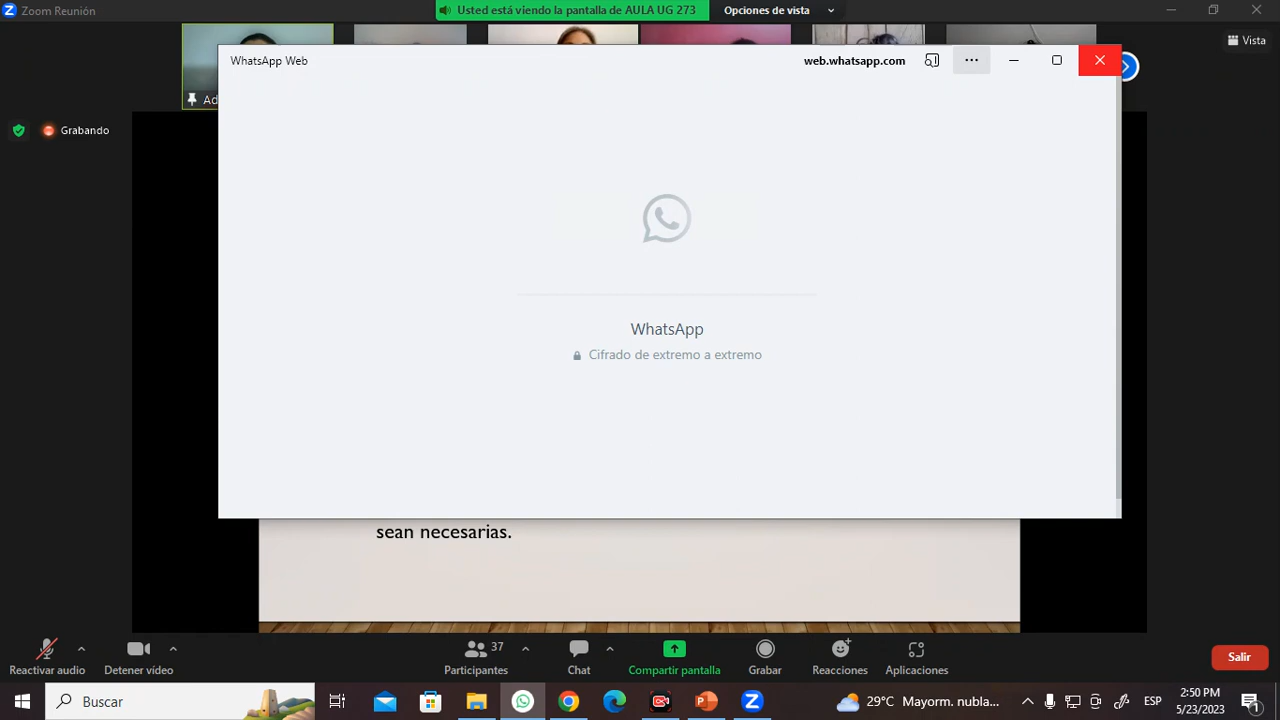 Zoom Reunión
Usted está viendo la pantalla de AULA UG 273
Opciones de vista
Vista
WhatsApp Web
web.whatsapp.com
Ad
Grabando
WhatsApp
Cifrado de extremo a extremo
sean necesarias.
Reactivar audio
Detener vídeo
Participantes
37
Chat
Compartir pantalla
Grabar
Reacciones
Aplicaciones
Salir
Buscar
29°C Mayorm. nubla...
ESP
2:50 PM
5/23/2023
1